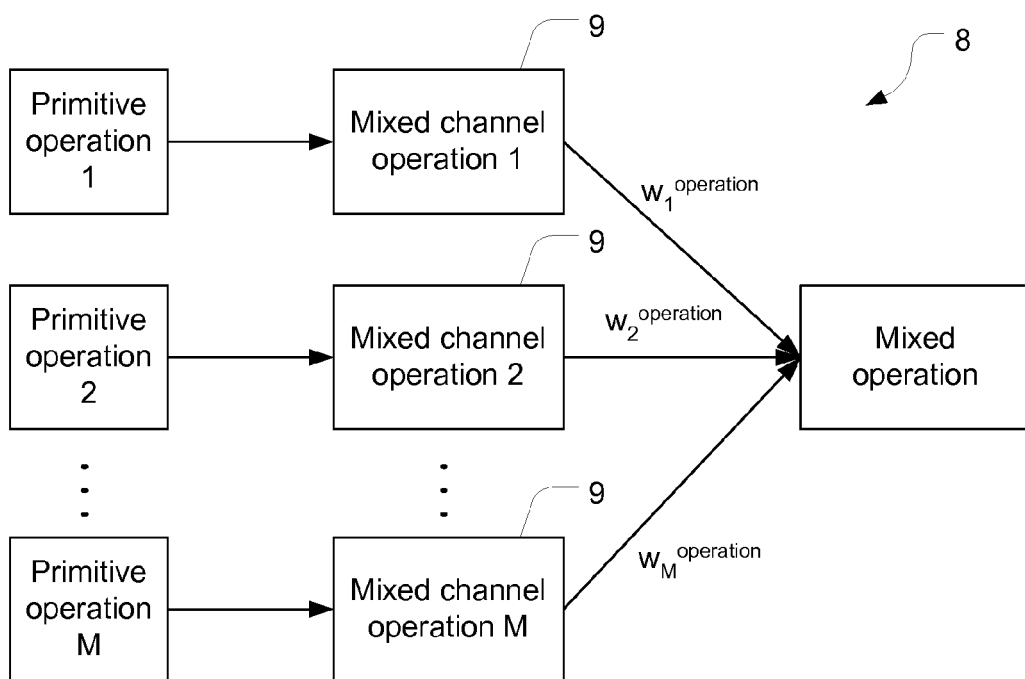 9
8
Primitive
operation
1
Mixed channel
operation 1
w1operation
9
Primitive
operation
2
Mixed channel
operation 2
w2operation
Mixed
operation
9
Primitive
operation
M
Mixed channel
operation M
wMoperation